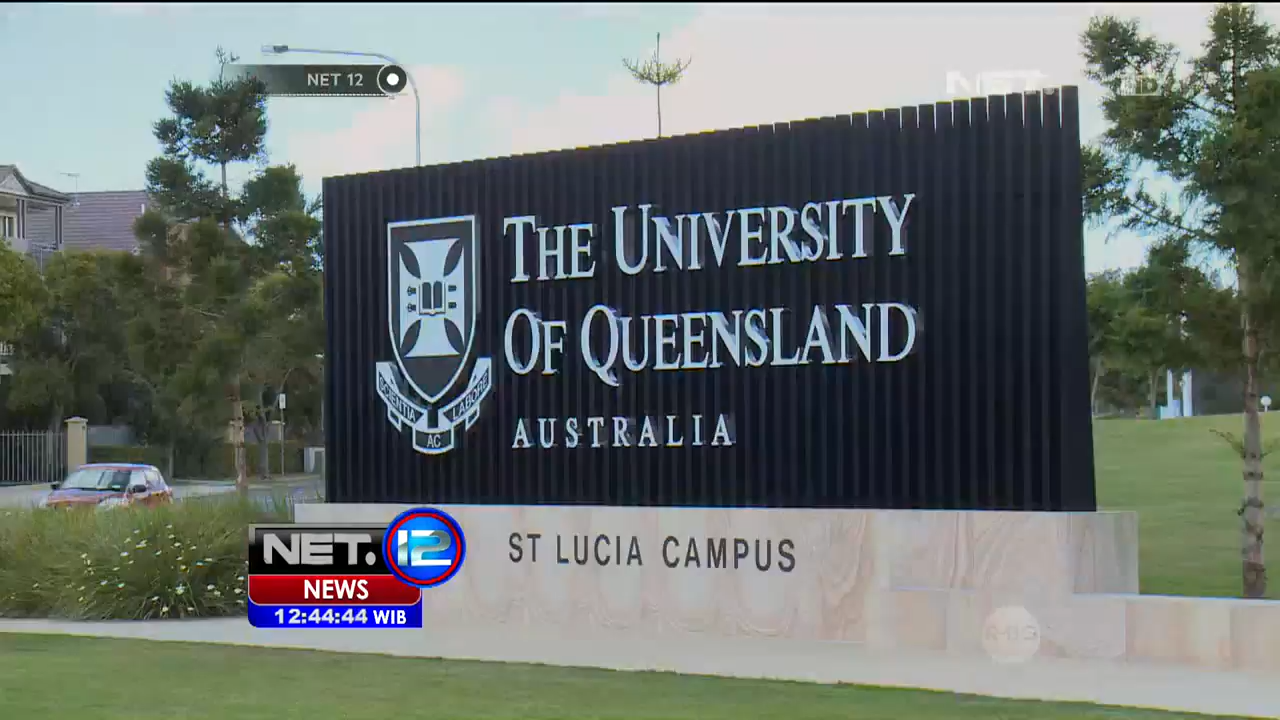 NET 12
NET.
THE UNIVERSITY
OF QUEENSLAND
AUSTRALIA
SCIENTIA AC LABORE
ST LUCIA CAMPUS
NET. 12
NEWS
12:44:44 WIB
R-BO